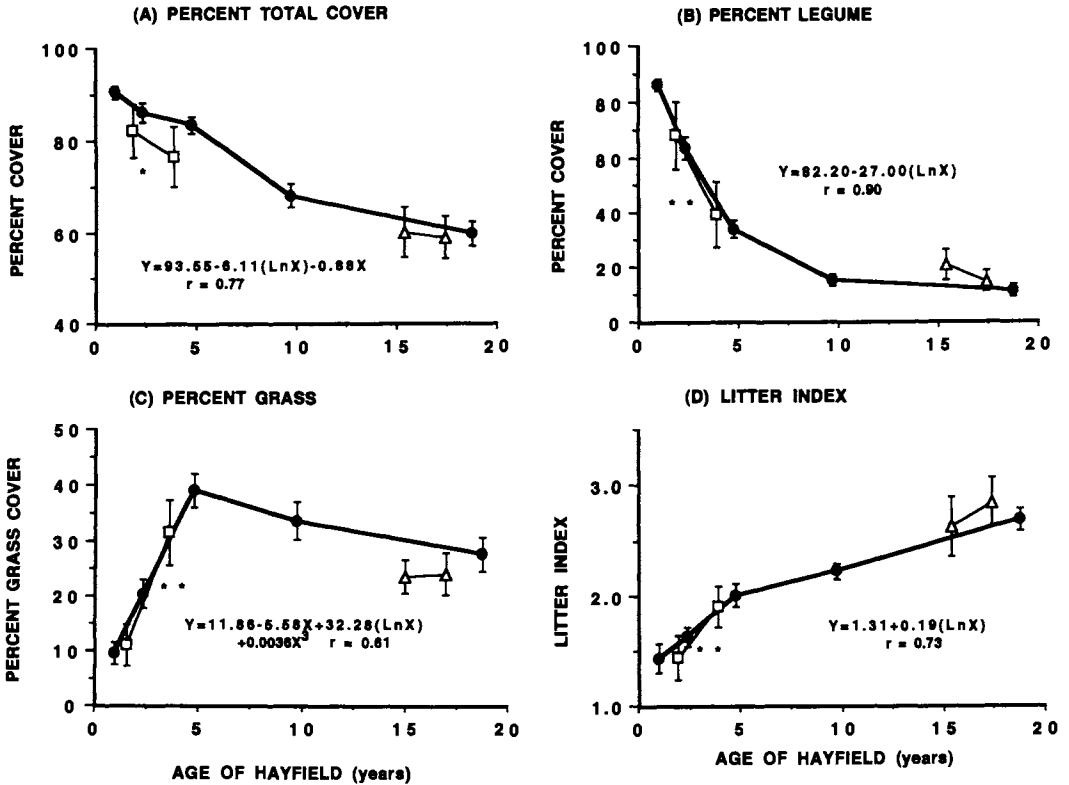 (A) PERCENT TOTAL COVER
100
80
60
40
0 5 10 15 20
PERCENT COVER
*
Y=93.55-6.11(LnX)-0.88X
r = 0.77
(B) PERCENT LEGUME
100
80
60
40
20
0
0 5 10 15 20
PERCENT COVER
* *
Y=82.20-27.00(LnX)
r = 0.90
(C) PERCENT GRASS
50
40
30
20
10
0
0 5 10 15 20
PERCENT GRASS COVER
* *
Y=11.86-5.58X+32.28(LnX)
+0.0036X³ r = 0.61
AGE OF HAYFIELD (years)
(D) LITTER INDEX
3.0
2.0
1.0
0 5 10 15 20
LITTER INDEX
* *
Y=1.31+0.19(LnX)
r = 0.73
AGE OF HAYFIELD (years)